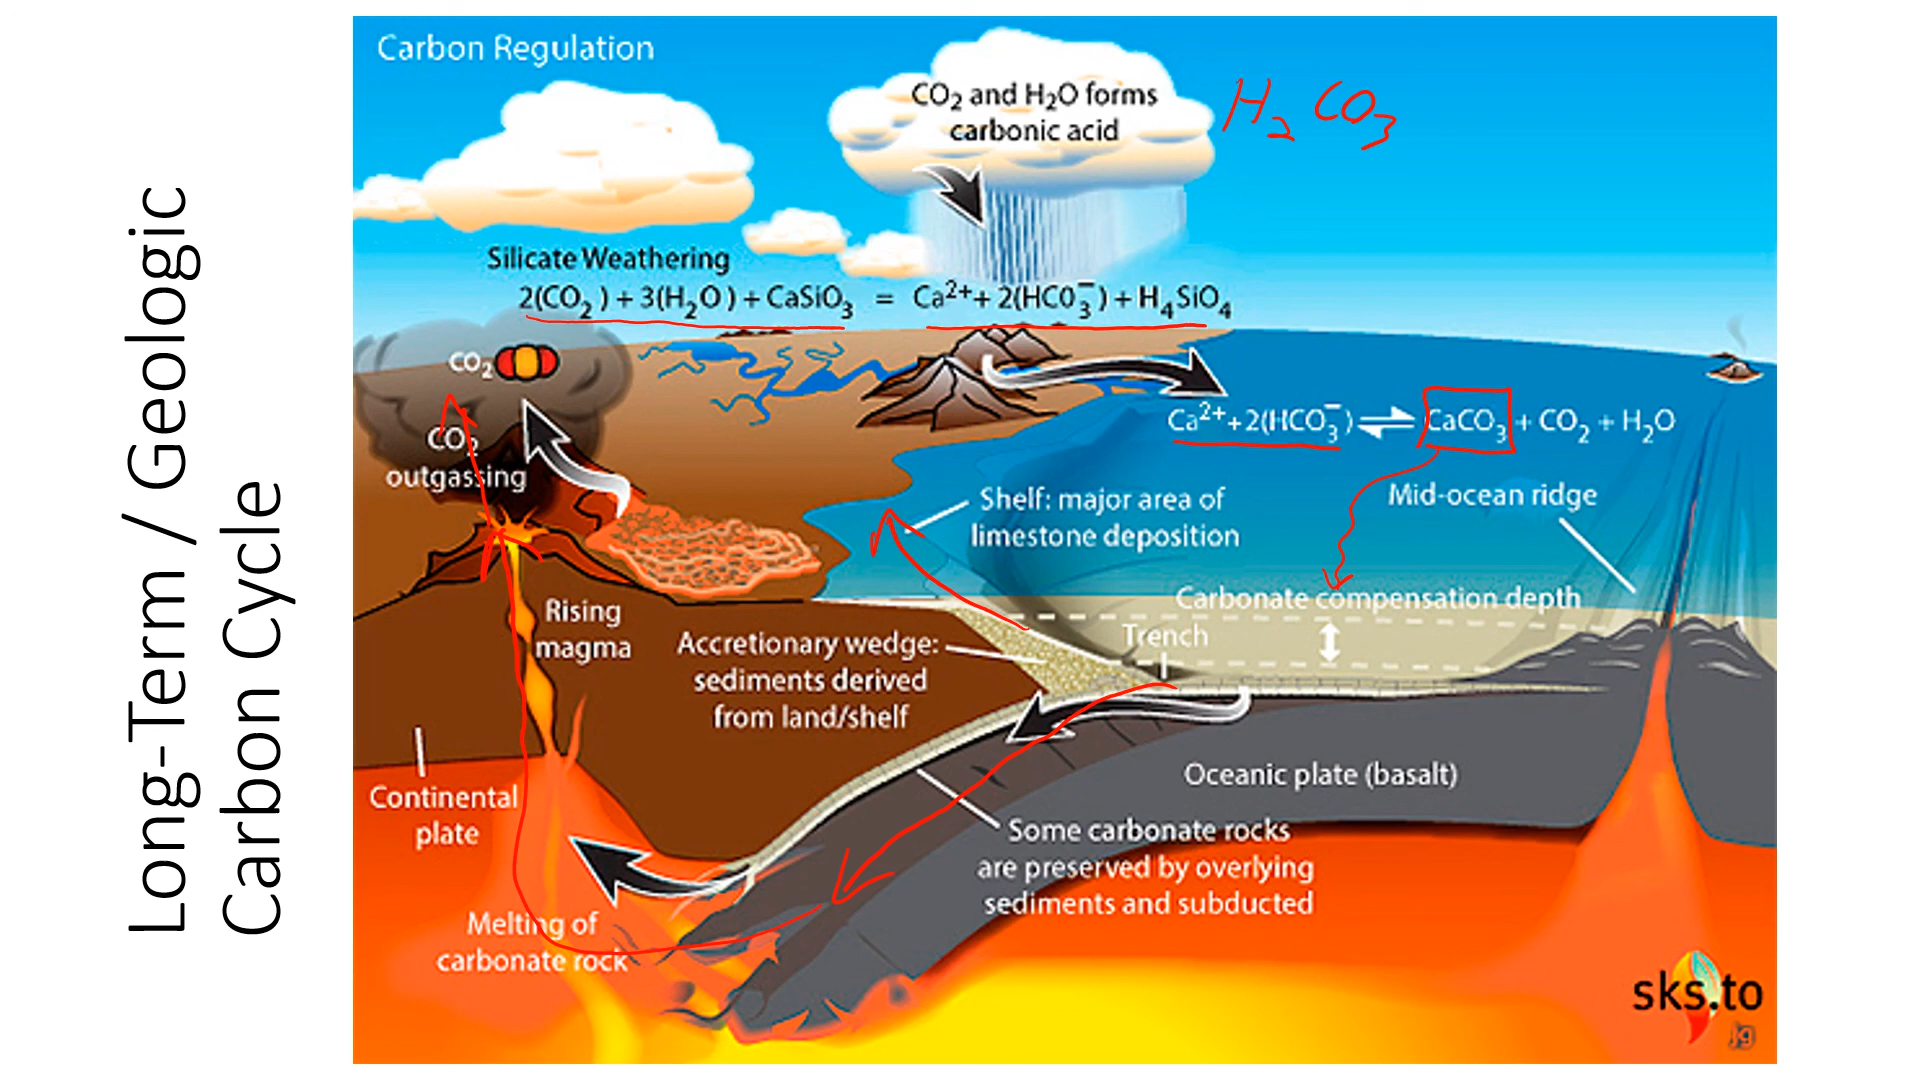 Long-Term / Geologic
Carbon Cycle
Carbon Regulation
CO2 and H2O forms
carbonic acid
H2CO3
Silicate Weathering
2(CO2) + 3(H2O) + CaSiO3 = Ca2+ + 2(HCO3−) + H4SiO4
CO2
CO2
outgassing
Ca2+ + 2(HCO3−) ⇌ CaCO3 + CO2 + H2O
Shelf: major area of
limestone deposition
Mid-ocean ridge
Carbonate compensation depth
Trench
Rising
magma
Accretionary wedge:
sediments derived
from land/shelf
Continental
plate
Oceanic plate (basalt)
Some carbonate rocks
are preserved by overlying
sediments and subducted
Melting of
carbonate rock
sks.to
jg